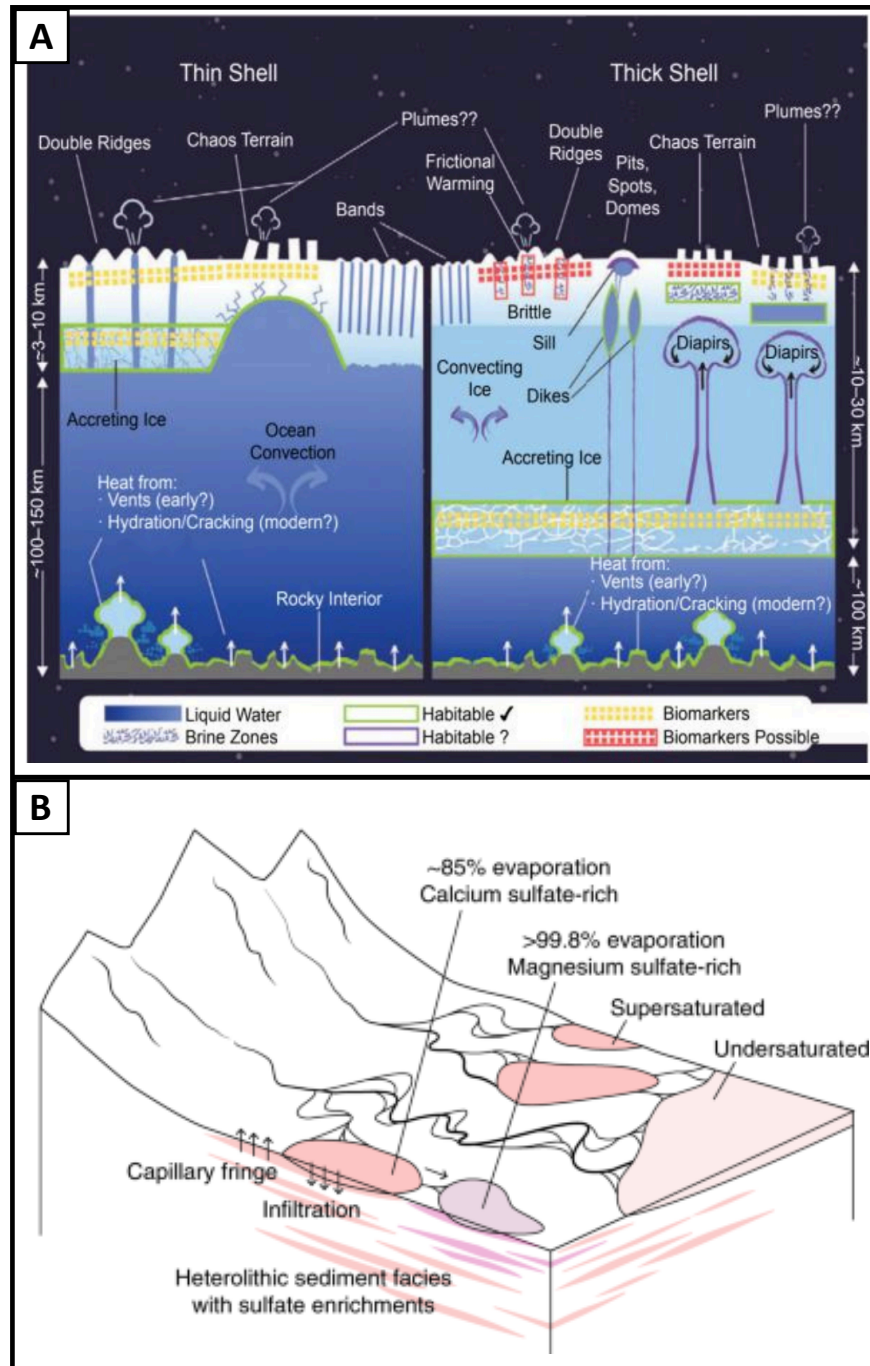 A
Thin Shell
Thick Shell
Plumes??
Plumes??
Double Ridges
Chaos Terrain
Frictional
Warming
Double
Ridges
Pits,
Spots,
Domes
Chaos Terrain
Bands
Brittle
Sill
Dikes
Convecting
Ice
Diapirs
Diapirs
Accreting Ice
Accreting Ice
Ocean
Convection
Heat from:
· Vents (early?)
· Hydration/Cracking (modern?)
Heat from:
· Vents (early?)
· Hydration/Cracking (modern?)
Rocky Interior
~3–10 km
~100–150 km
~10–30 km
~100 km
Liquid Water
Habitable ✓
Biomarkers
Brine Zones
Habitable ?
Biomarkers Possible
B
~85% evaporation
Calcium sulfate-rich
>99.8% evaporation
Magnesium sulfate-rich
Supersaturated
Undersaturated
Capillary fringe
Infiltration
Heterolithic sediment facies
with sulfate enrichments